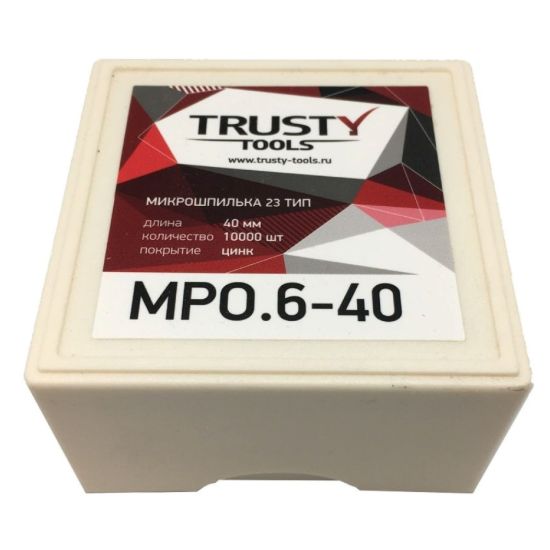 TRUSTY
TOOLS
www.trusty-tools.ru
МИКРОШПИЛЬКА 23 ТИП
длина 40 мм
количество 10000 шт
покрытие цинк
MPO.6-40